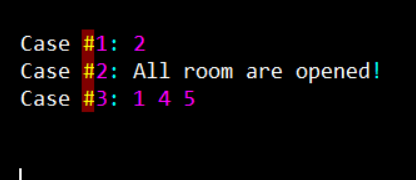 Case #1: 2
Case #2: All room are opened!
Case #3: 1 4 5